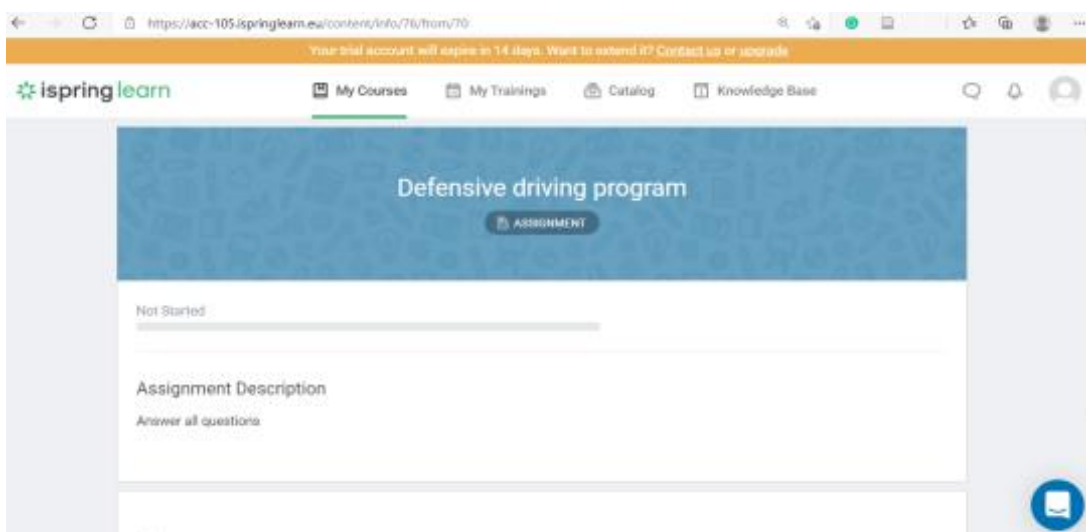 https://acc-105.ispringlearn.eu/content/info/76/from/70
Your trial account will expire in 14 days. Want to extend it? Contact us or upgrade
ispring learn
My Courses
My Trainings
Catalog
Knowledge Base
Defensive driving program
ASSIGNMENT
Not Started
Assignment Description
Answer all questions